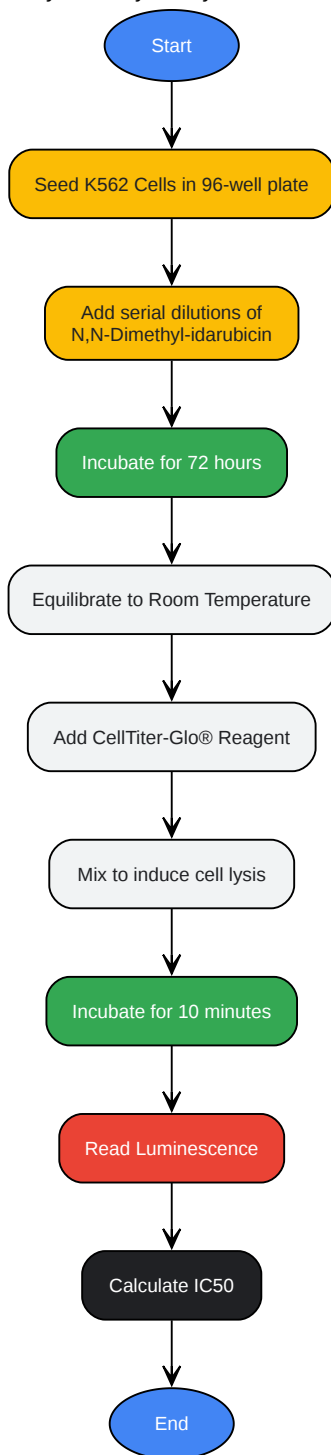 Start
Seed K562 Cells in 96-well plate
Add serial dilutions of
N,N-Dimethyl-idarubicin
Incubate for 72 hours
Equilibrate to Room Temperature
Add CellTiter-Glo® Reagent
Mix to induce cell lysis
Incubate for 10 minutes
Read Luminescence
Calculate IC50
End